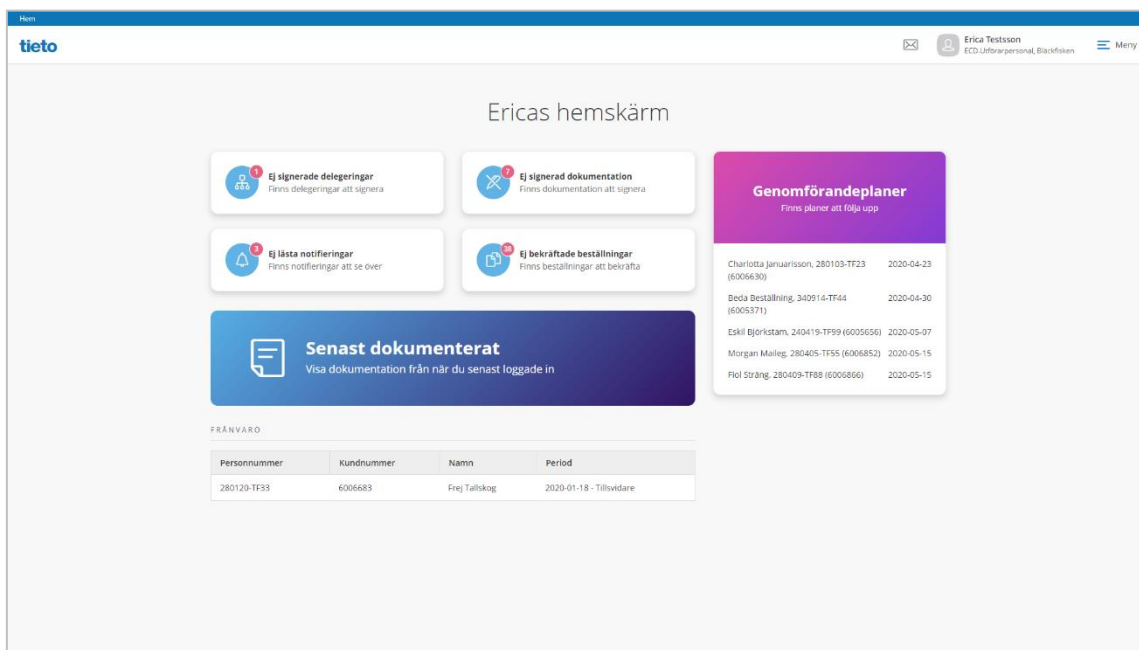 Hem
tieto
Erica Testsson
ECD-Utförarpersonal, Bläckfisken
Meny
Ericas hemskärm
1
Ej signerade delegeringar
Finns delegeringar att signera
7
Ej signerad dokumentation
Finns dokumentation att signera
3
Ej lästa notifieringar
Finns notifieringar att se över
38
Ej bekräftade beställningar
Finns beställningar att bekräfta
Senast dokumenterat
Visa dokumentation från när du senast loggade in
FRÅNVARO
Personnummer Kundnummer Namn Period
280120-TF33 6006683 Frej Tallskog 2020-01-18 - Tillsvidare
Genomförandeplaner
Finns planer att följa upp
Charlotta Januarisson, 280103-TF23 2020-04-23
(6006630)
Beda Beställning, 340914-TF44 2020-04-30
(6005371)
Eskil Björkstam, 240419-TF99 (6005656) 2020-05-07
Morgan Maileg, 280405-TF55 (6006852) 2020-05-15
Fiol Sträng, 280409-TF88 (6006866) 2020-05-15